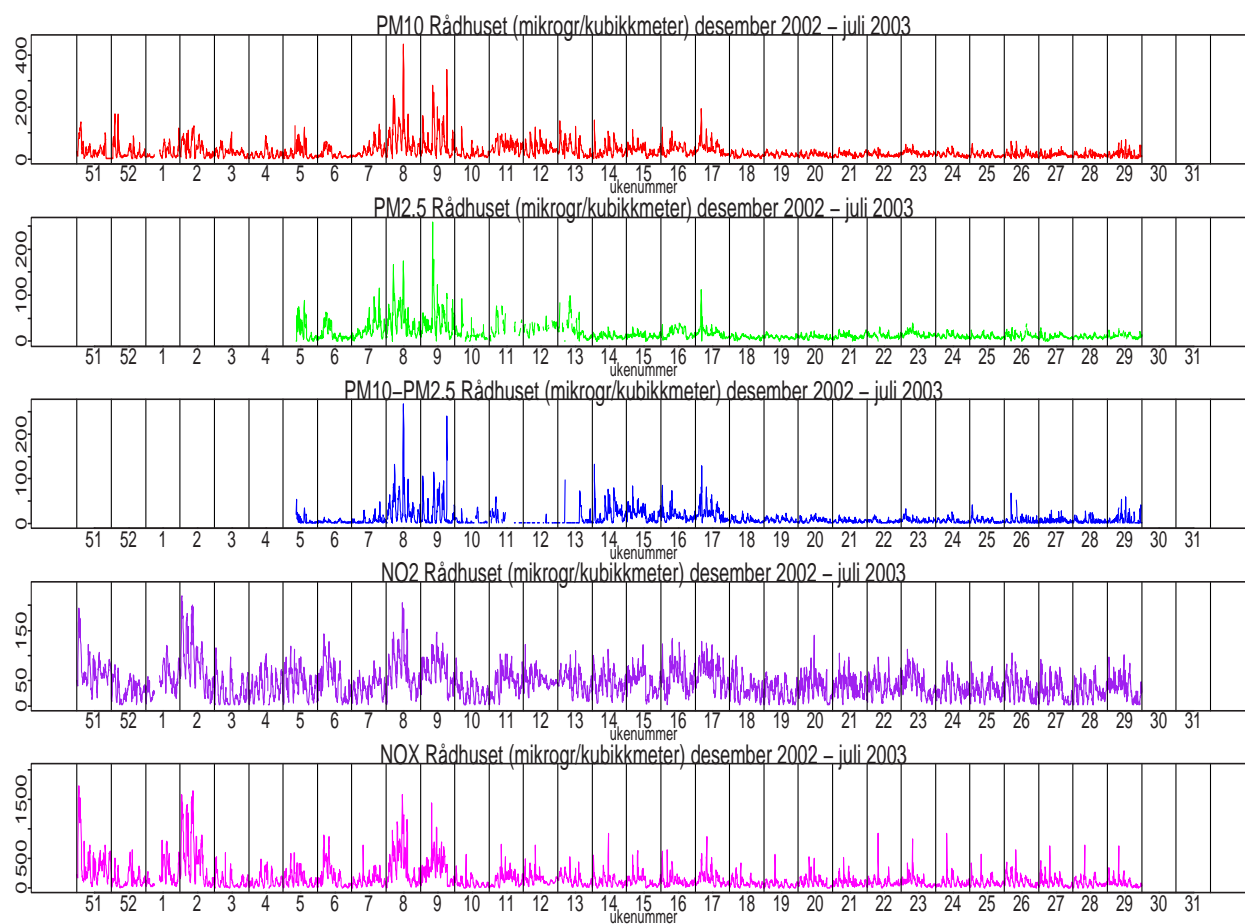 PM10 Rådhuset (mikrogr/kubikkmeter) desember 2002 – juli 2003
400
200
0
51 52 1 2 3 4 5 6 7 8 9 10 11 12 13 14 15 16 17 18 19 20 21 22 23 24 25 26 27 28 29 30 31
ukenummer
PM2.5 Rådhuset (mikrogr/kubikkmeter) desember 2002 – juli 2003
200
100
0
51 52 1 2 3 4 5 6 7 8 9 10 11 12 13 14 15 16 17 18 19 20 21 22 23 24 25 26 27 28 29 30 31
ukenummer
PM10–PM2.5 Rådhuset (mikrogr/kubikkmeter) desember 2002 – juli 2003
200
100
0
51 52 1 2 3 4 5 6 7 8 9 10 11 12 13 14 15 16 17 18 19 20 21 22 23 24 25 26 27 28 29 30 31
ukenummer
NO2 Rådhuset (mikrogr/kubikkmeter) desember 2002 – juli 2003
150
50
0
51 52 1 2 3 4 5 6 7 8 9 10 11 12 13 14 15 16 17 18 19 20 21 22 23 24 25 26 27 28 29 30 31
ukenummer
NOX Rådhuset (mikrogr/kubikkmeter) desember 2002 – juli 2003
1500
500
0
51 52 1 2 3 4 5 6 7 8 9 10 11 12 13 14 15 16 17 18 19 20 21 22 23 24 25 26 27 28 29 30 31
ukenummer